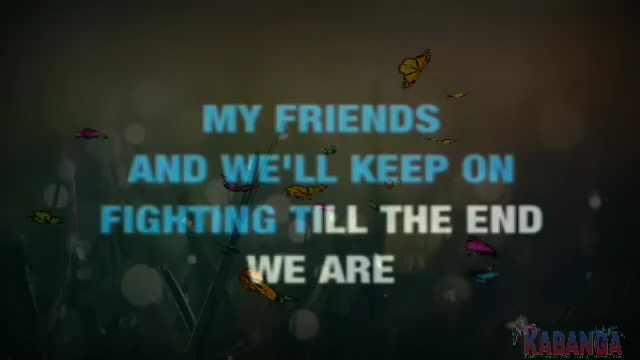 MY FRIENDS
AND WE'LL KEEP ON
FIGHTING TILL THE END
WE ARE
KABANGA